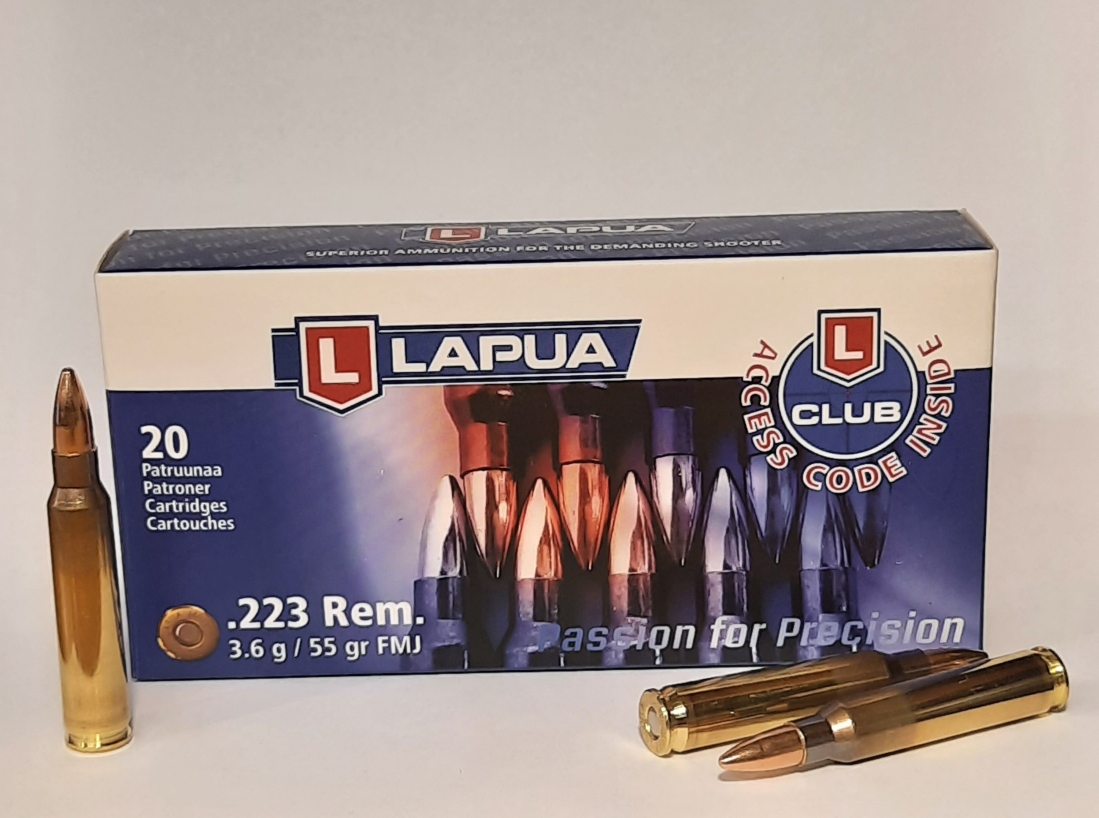 L LAPUA
SUPERIOR AMMUNITION FOR THE DEMANDING SHOOTER
L LAPUA
L
CLUB
ACCESS CODE INSIDE
20
Patruunaa
Patroner
Cartridges
Cartouches
.223 Rem.
3.6 g / 55 gr FMJ
Passion for Precision